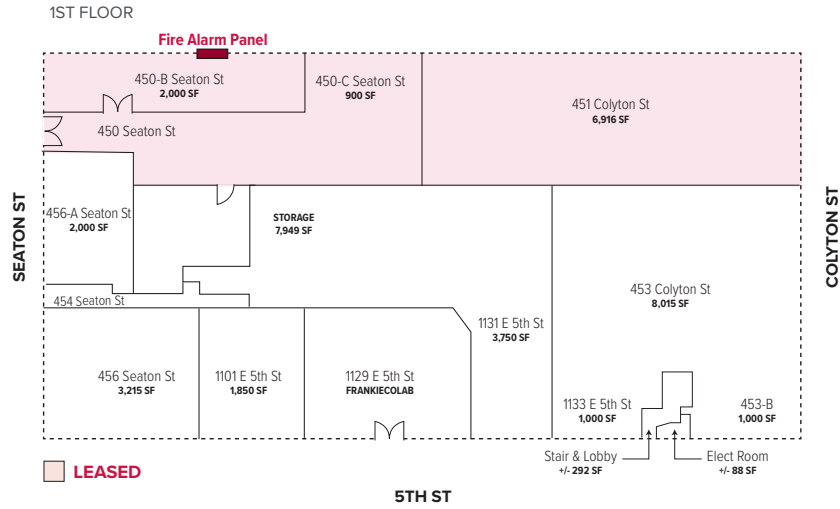 1ST FLOOR
Fire Alarm Panel
450-B Seaton St
2,000 SF
450-C Seaton St
900 SF
451 Colyton St
6,916 SF
450 Seaton St
SEATON ST
COLYTON ST
456-A Seaton St
2,000 SF
STORAGE
7,949 SF
453 Colyton St
8,015 SF
454 Seaton St
1131 E 5th St
3,750 SF
456 Seaton St
3,215 SF
1101 E 5th St
1,850 SF
1129 E 5th St
FRANKIECOLAB
1133 E 5th St
1,000 SF
453-B
1,000 SF
Stair & Lobby
+/- 292 SF
Elect Room
+/- 88 SF
LEASED
5TH ST